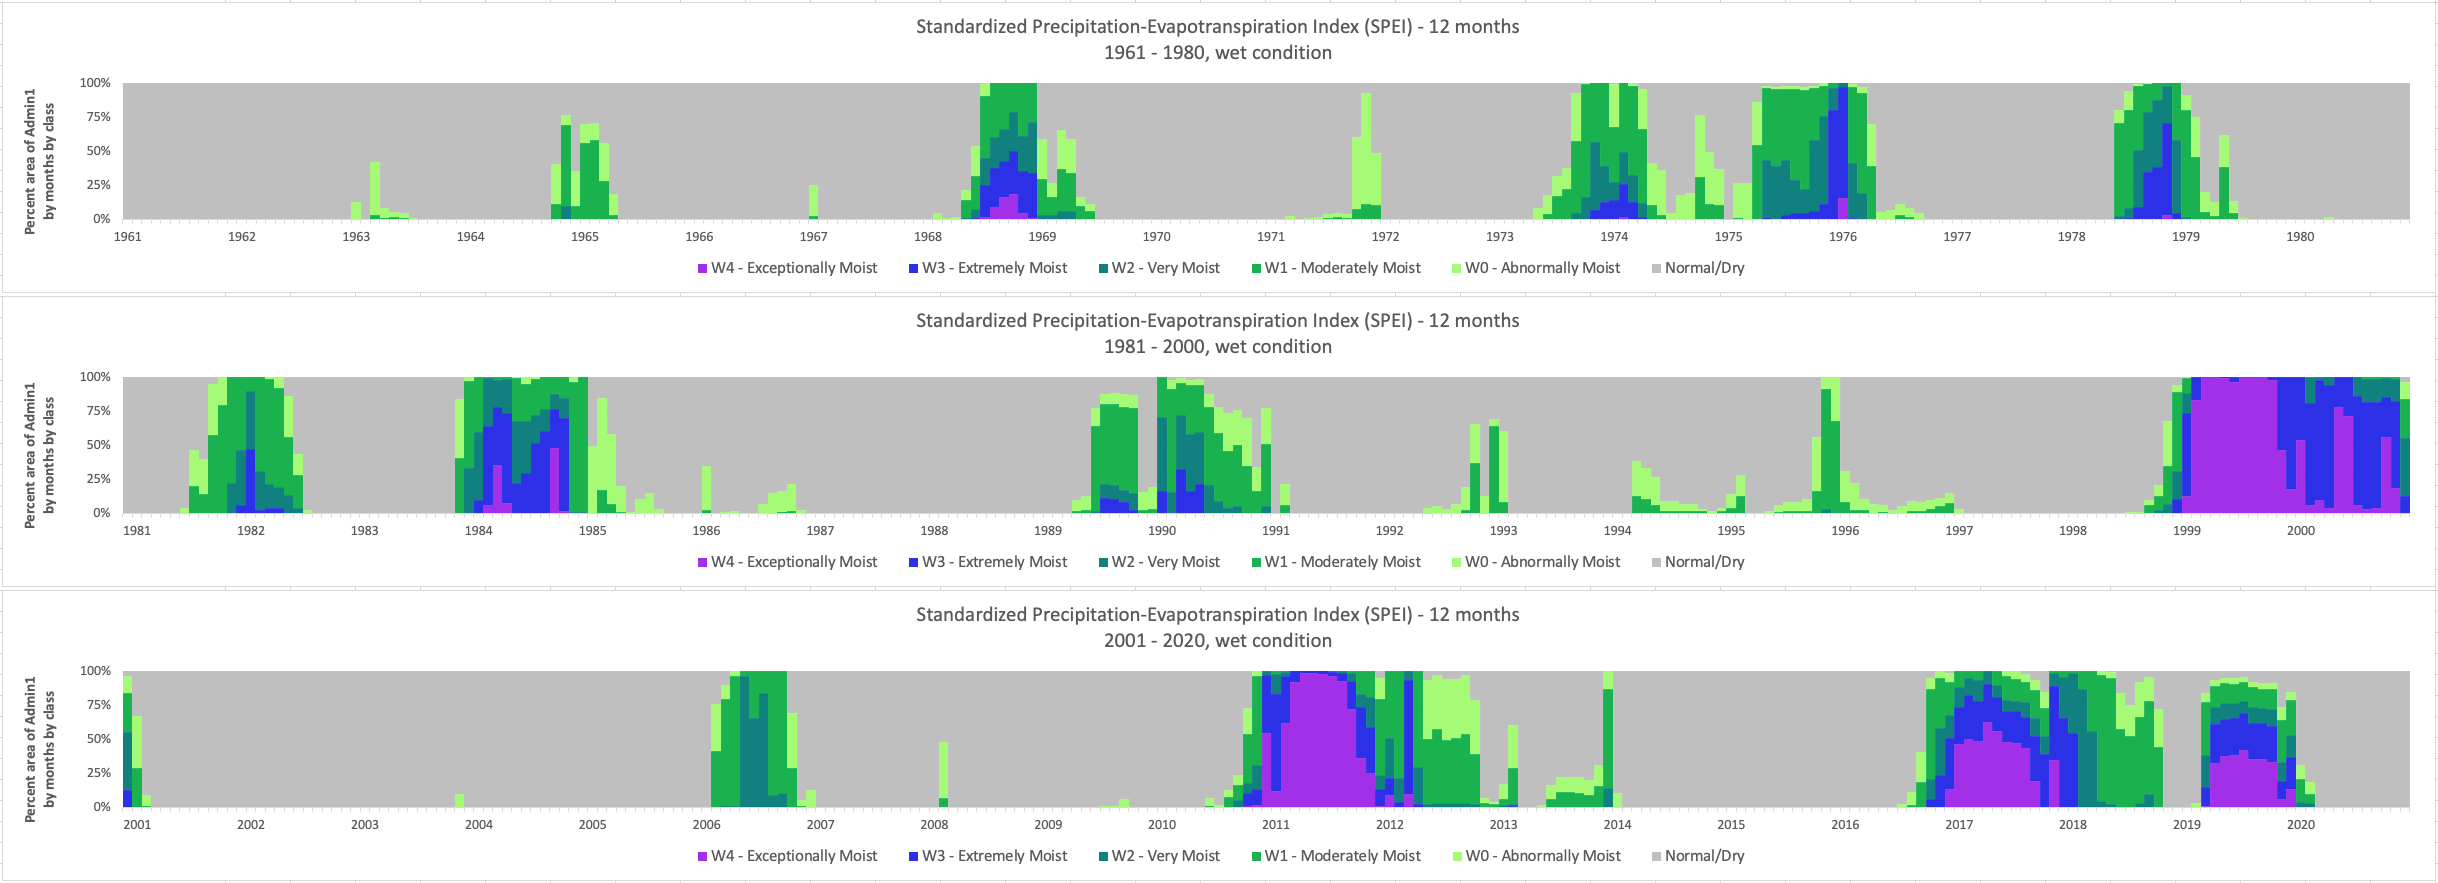 Standardized Precipitation-Evapotranspiration Index (SPEI) - 12 months
1961 - 1980, wet condition
Percent area of Admin1
by months by class
100%
75%
50%
25%
0%
1961 1962 1963 1964 1965 1966 1967 1968 1969 1970 1971 1972 1973 1974 1975 1976 1977 1978 1979 1980
W4 - Exceptionally Moist W3 - Extremely Moist W2 - Very Moist W1 - Moderately Moist W0 - Abnormally Moist Normal/Dry
Standardized Precipitation-Evapotranspiration Index (SPEI) - 12 months
1981 - 2000, wet condition
Percent area of Admin1
by months by class
100%
75%
50%
25%
0%
1981 1982 1983 1984 1985 1986 1987 1988 1989 1990 1991 1992 1993 1994 1995 1996 1997 1998 1999 2000
W4 - Exceptionally Moist W3 - Extremely Moist W2 - Very Moist W1 - Moderately Moist W0 - Abnormally Moist Normal/Dry
Standardized Precipitation-Evapotranspiration Index (SPEI) - 12 months
2001 - 2020, wet condition
Percent area of Admin1
by months by class
100%
75%
50%
25%
0%
2001 2002 2003 2004 2005 2006 2007 2008 2009 2010 2011 2012 2013 2014 2015 2016 2017 2018 2019 2020
W4 - Exceptionally Moist W3 - Extremely Moist W2 - Very Moist W1 - Moderately Moist W0 - Abnormally Moist Normal/Dry